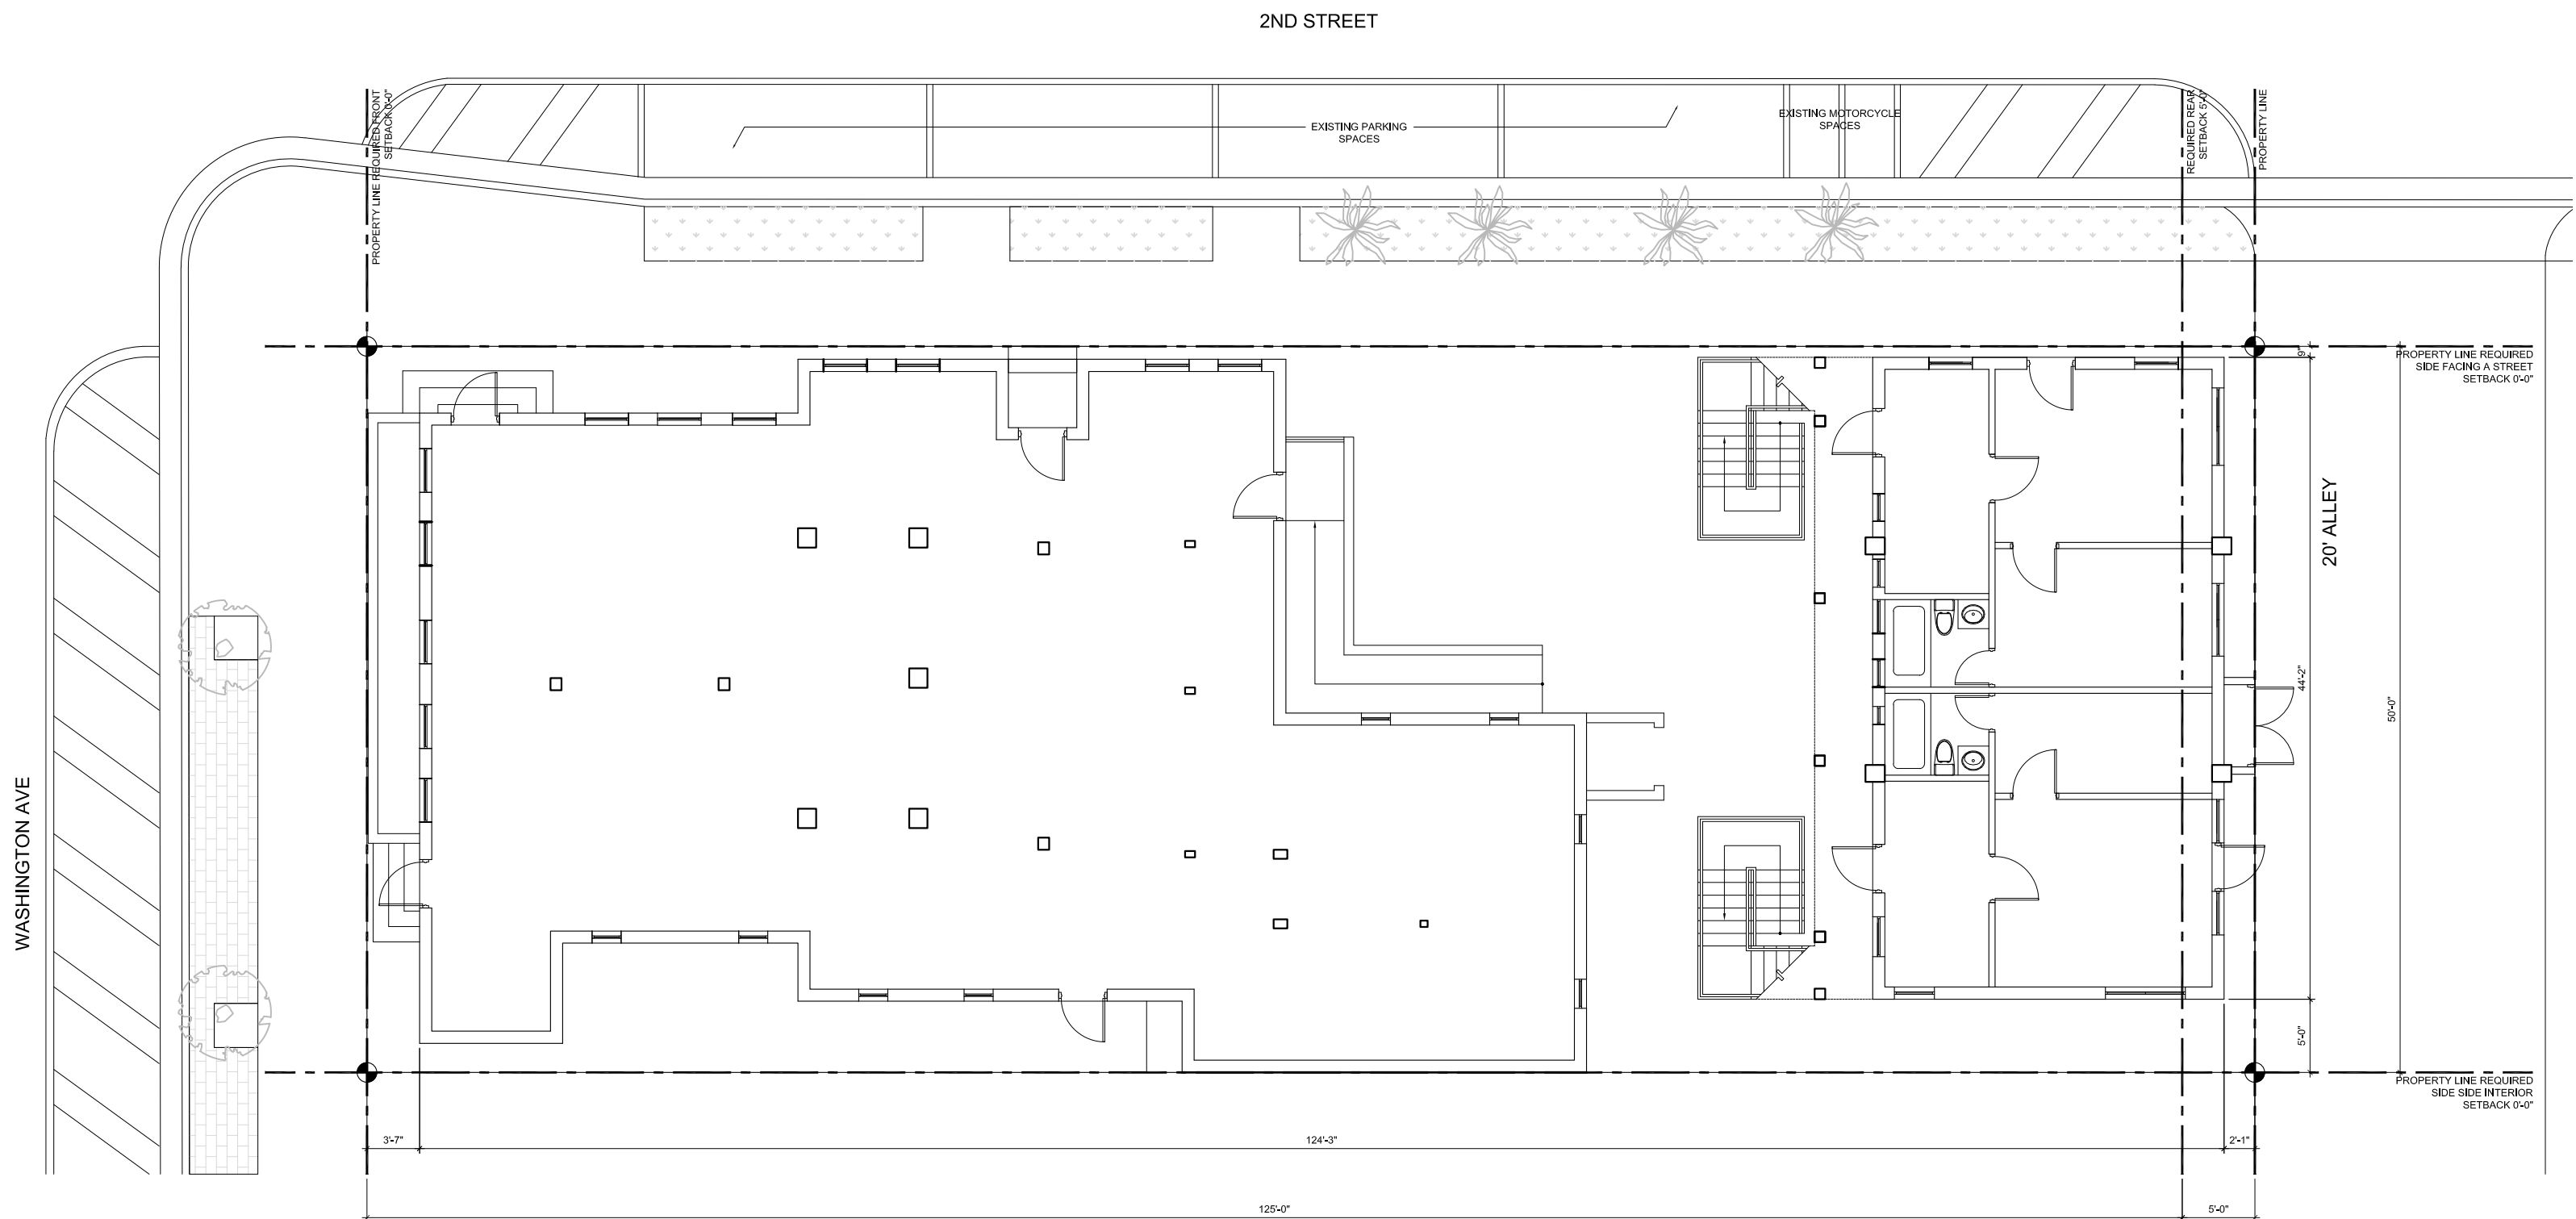 2ND STREET
PROPERTY LINE REQUIRED FRONT
SETBACK 0'-0"
EXISTING PARKING
SPACES
EXISTING MOTORCYCLE
SPACES
REQUIRED REAR
SETBACK 5'-0"
PROPERTY LINE
9"
PROPERTY LINE REQUIRED
SIDE FACING A STREET
SETBACK 0'-0"
20' ALLEY
44'-2"
50'-0"
WASHINGTON AVE
5'-0"
PROPERTY LINE REQUIRED
SIDE SIDE INTERIOR
SETBACK 0'-0"
3'-7"
124'-3"
2'-1"
125'-0"
5'-0"